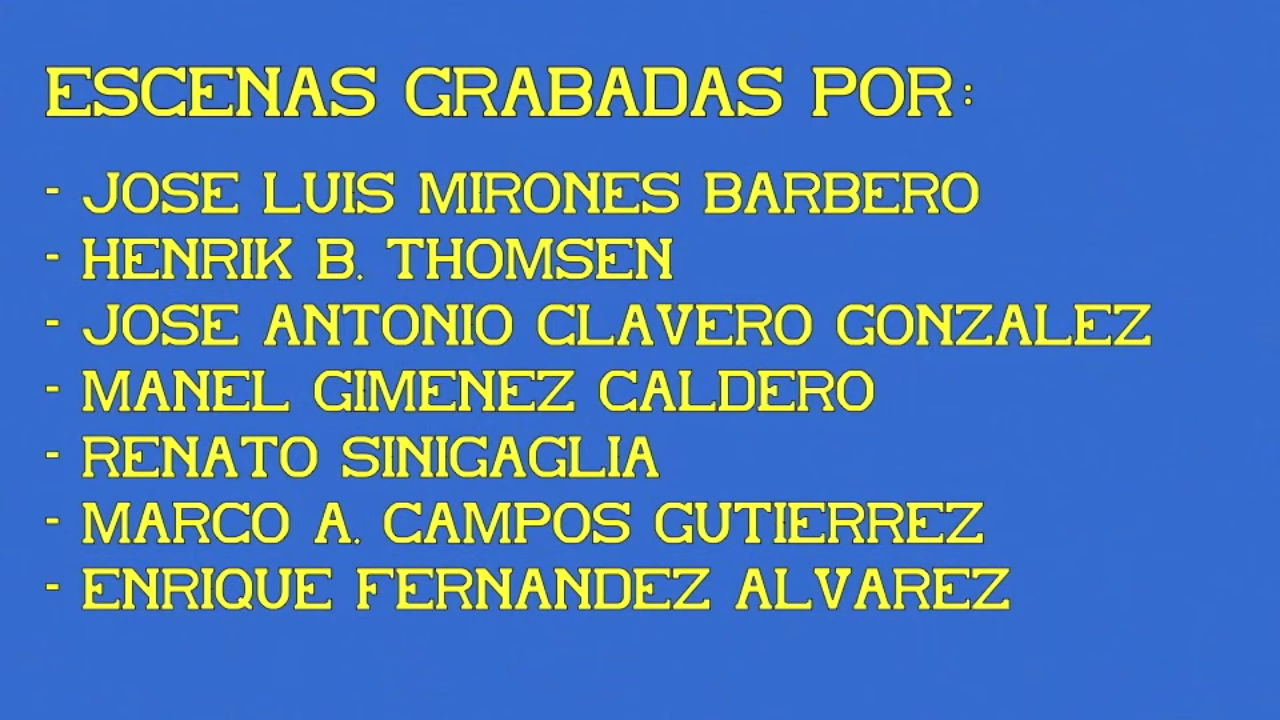 ESCENAS GRABADAS POR:
- JOSE LUIS MIRONES BARBERO
- HENRIK B. THOMSEN
- JOSE ANTONIO CLAVERO GONZALEZ
- MANEL GIMENEZ CALDERO
- RENATO SINIGAGLIA
- MARCO A. CAMPOS GUTIERREZ
- ENRIQUE FERNANDEZ ALVAREZ